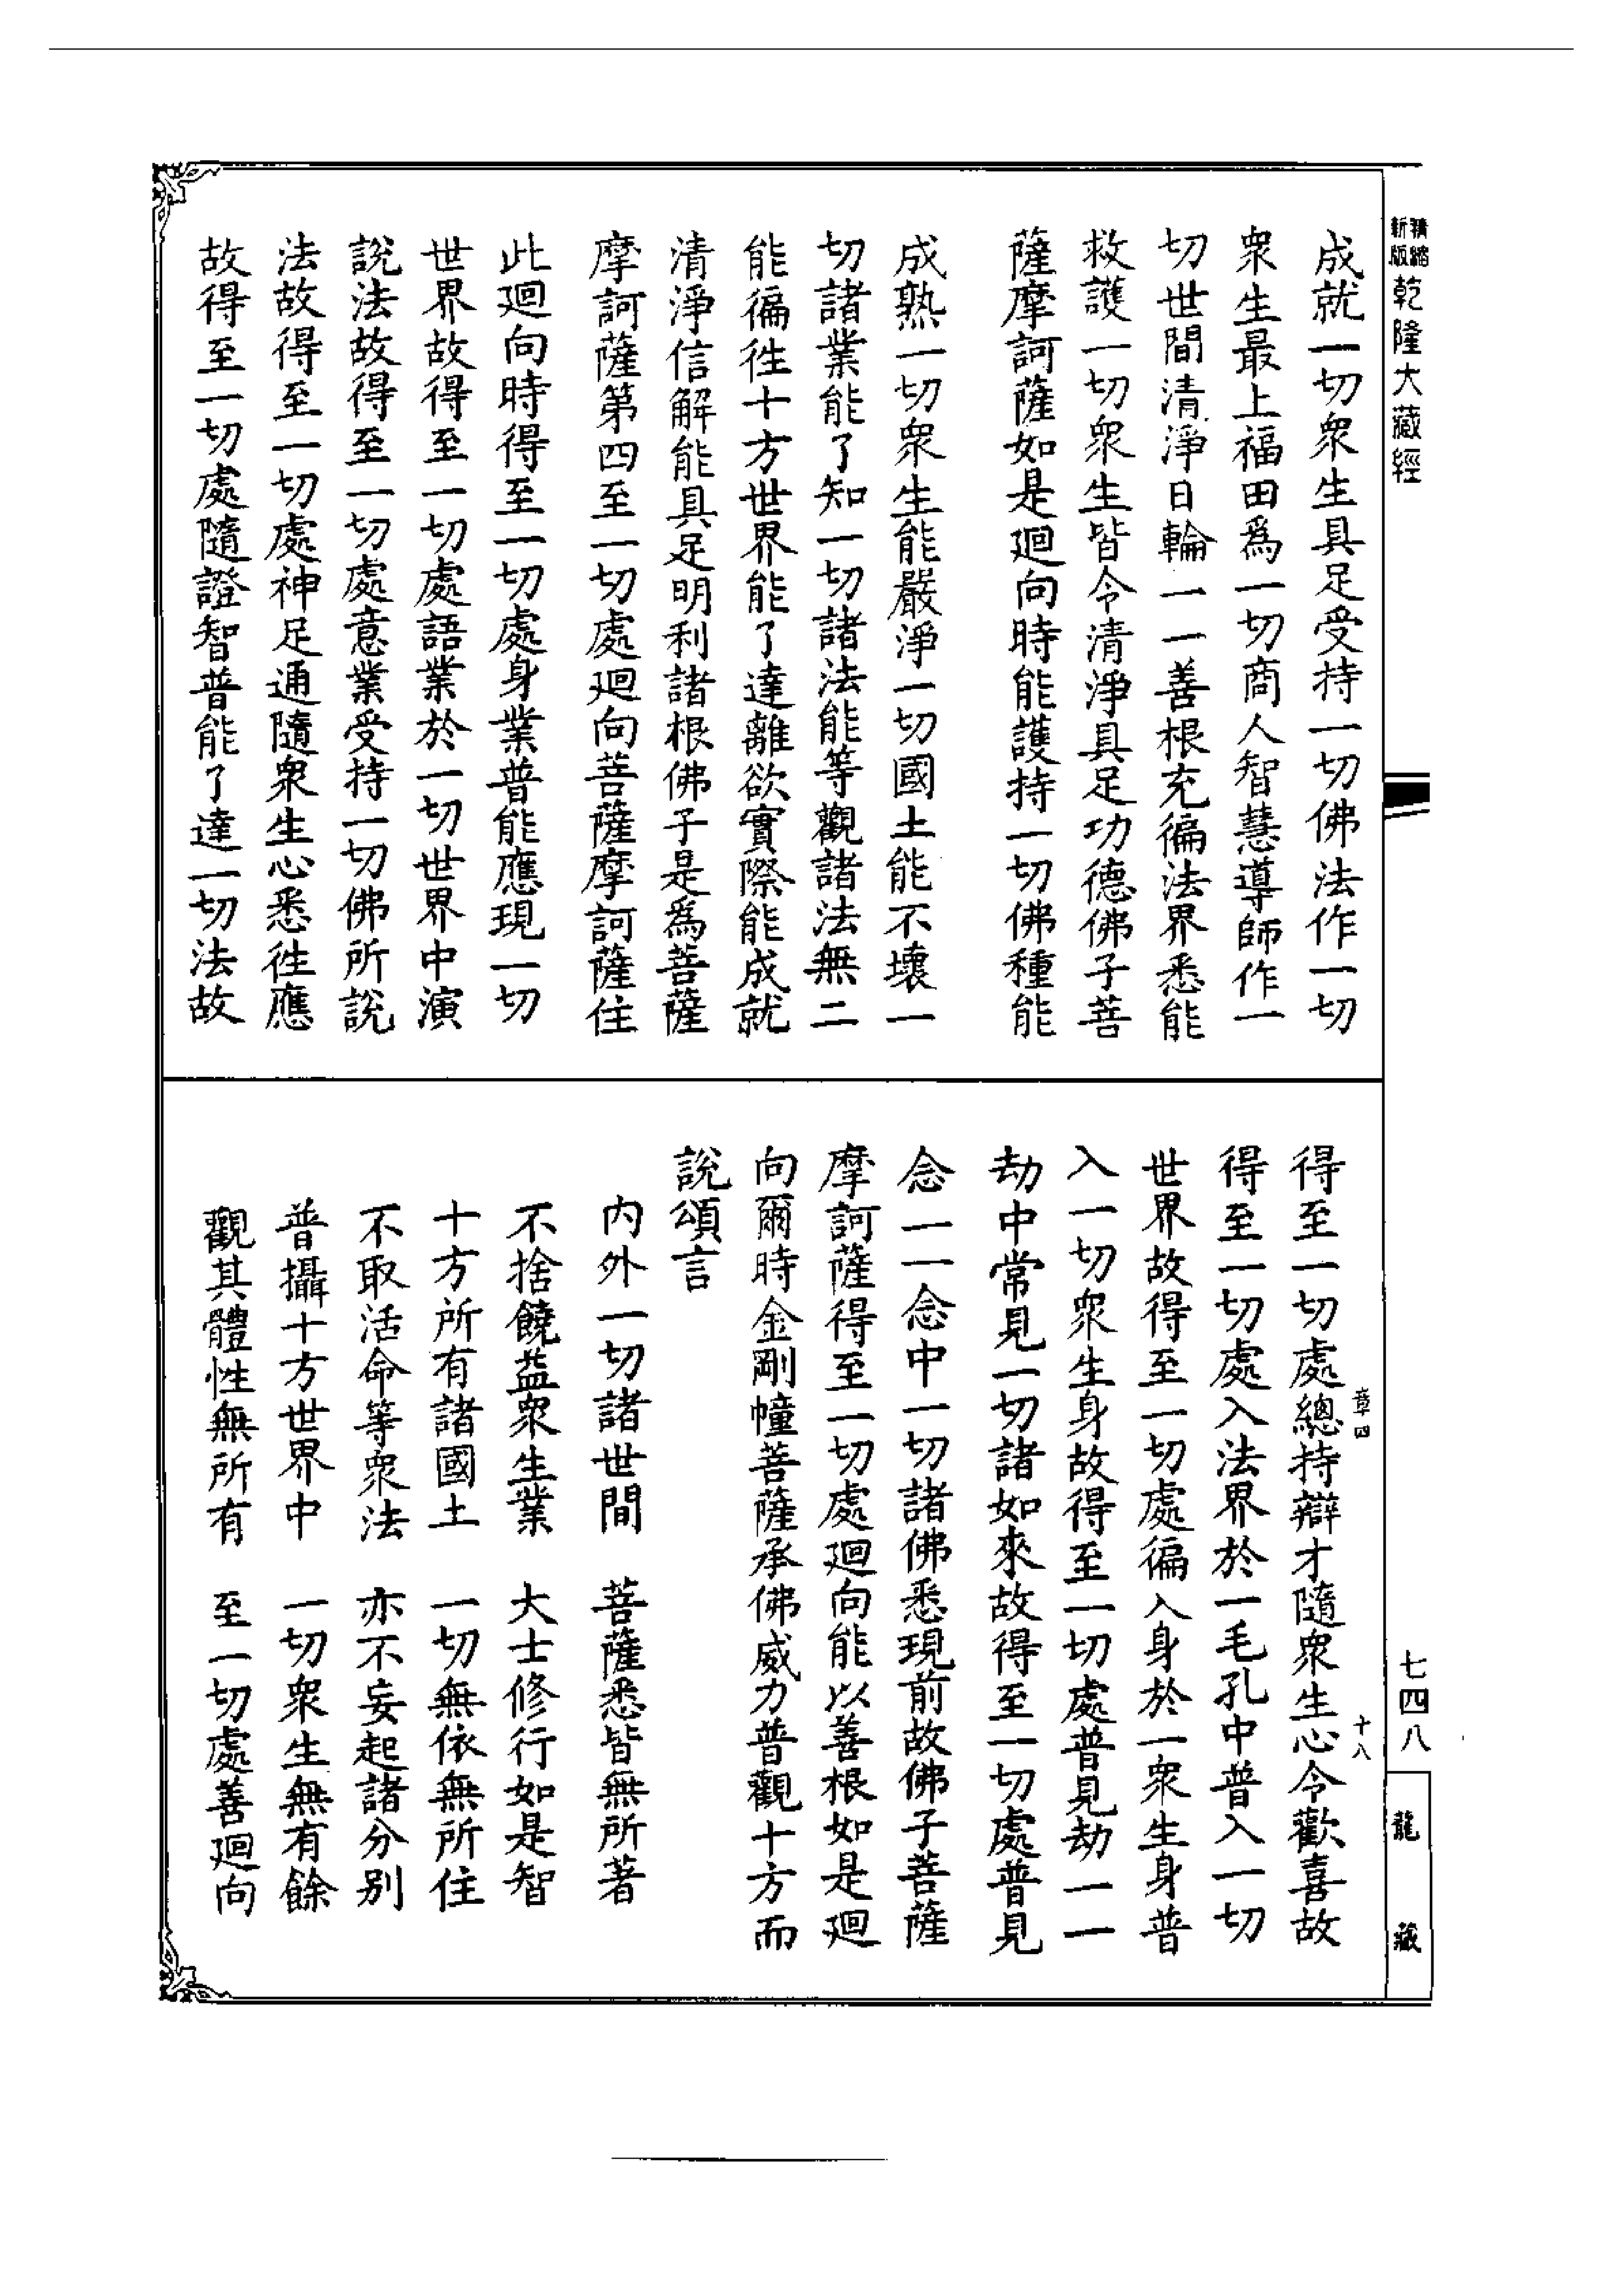 精縮新版
乾隆大藏經
成就一切衆生具足受持一切佛法作一切
衆生最上福田爲一切商人智慧導師作一
切世間清淨日輪一一善根充徧法界悉能
救護一切衆生皆令清淨具足功德佛子菩
薩摩訶薩如是廻向時能護持一切佛種能
成熟一切衆生能嚴淨一切國土能不壞一
切諸業能了知一切諸法能等觀諸法無二
能徧徃十方世界能了達離欲實際能成就
清淨信解能具足明利諸根佛子是爲菩薩
摩訶薩第四至一切處廻向菩薩摩訶薩住
此廻向時得至一切處身業普能應現一切
世界故得至一切處語業於一切世界中演
說法故得至一切處意業受持一切佛所說
法故得至一切處神足通隨衆生心悉徃應
故得至一切處隨證智普能了達一切法故
章四
十八
得至一切處總持辯才隨衆生心令歡喜故
得至一切處入法界於一毛孔中普入一切
世界故得至一切處徧入身於一衆生身普
入一切衆生身故得至一切處普見劫一一
劫中常見一切諸如來故得至一切處普見
念一一念中一切諸佛悉現前故佛子菩薩
摩訶薩得至一切處廻向能以善根如是廻
向爾時金剛幢菩薩承佛威力普觀十方而
說頌言
內外一切諸世間 菩薩悉皆無所著
不捨饒益衆生業 大士修行如是智
十方所有諸國土 一切無依無所住
不取活命等衆法 亦不妄起諸分別
普攝十方世界中 一切衆生無有餘
觀其體性無所有 至一切處善廻向
七四八
龍藏